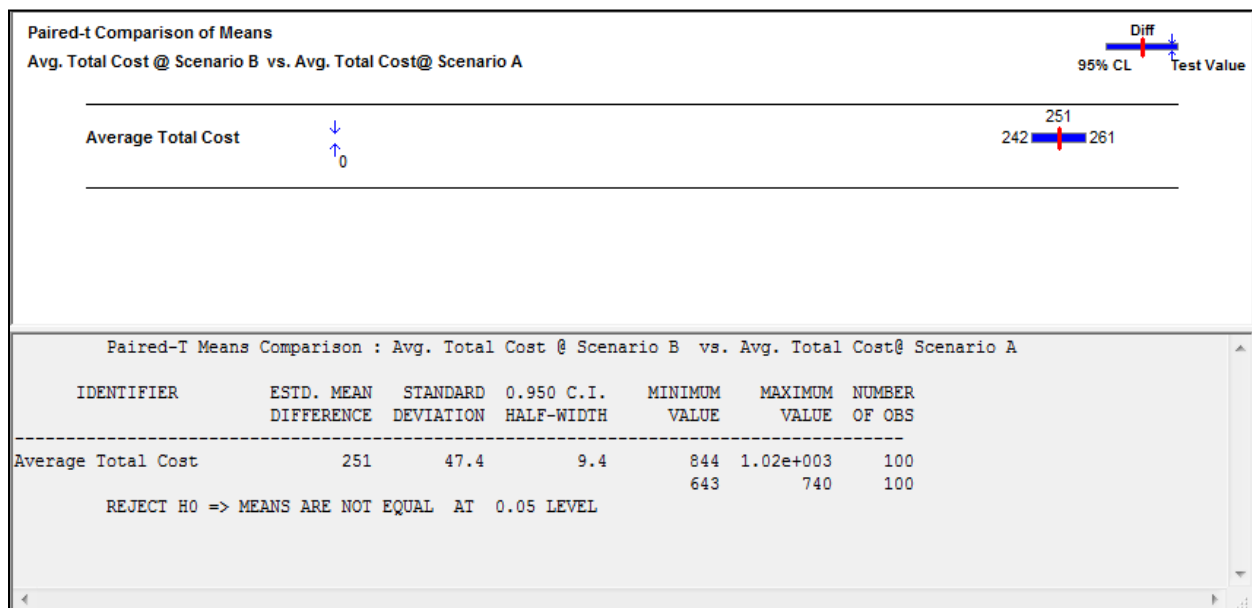 Paired-t Comparison of Means
Diff
Avg. Total Cost @ Scenario B vs. Avg. Total Cost@ Scenario A
95% CL Test Value
251
Average Total Cost 242 261
0
Paired-T Means Comparison : Avg. Total Cost @ Scenario B vs. Avg. Total Cost@ Scenario A
IDENTIFIER ESTD. MEAN STANDARD 0.950 C.I. MINIMUM MAXIMUM NUMBER
DIFFERENCE DEVIATION HALF-WIDTH VALUE VALUE OF OBS
Average Total Cost 251 47.4 9.4 844 1.02e+003 100
643 740 100
REJECT H0 => MEANS ARE NOT EQUAL AT 0.05 LEVEL